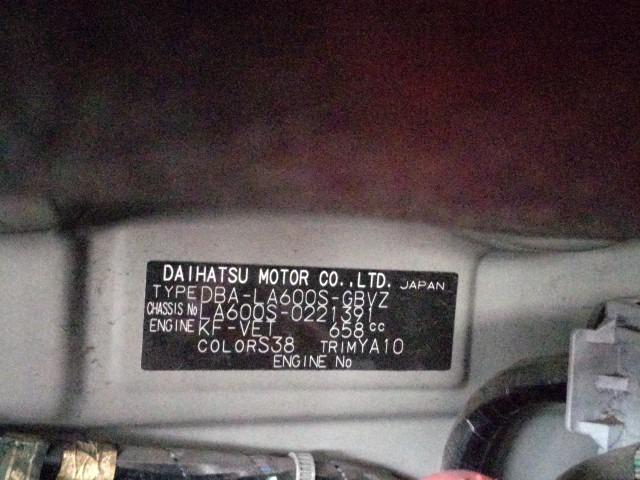 DAIHATSU MOTOR CO.,LTD. JAPAN
TYPE DBA-LA600S-GBVZ
CHASSIS No LA600S-0221391
ENGINE KF-VET 658cc
COLOR S38 TRIM YA10
ENGINE No